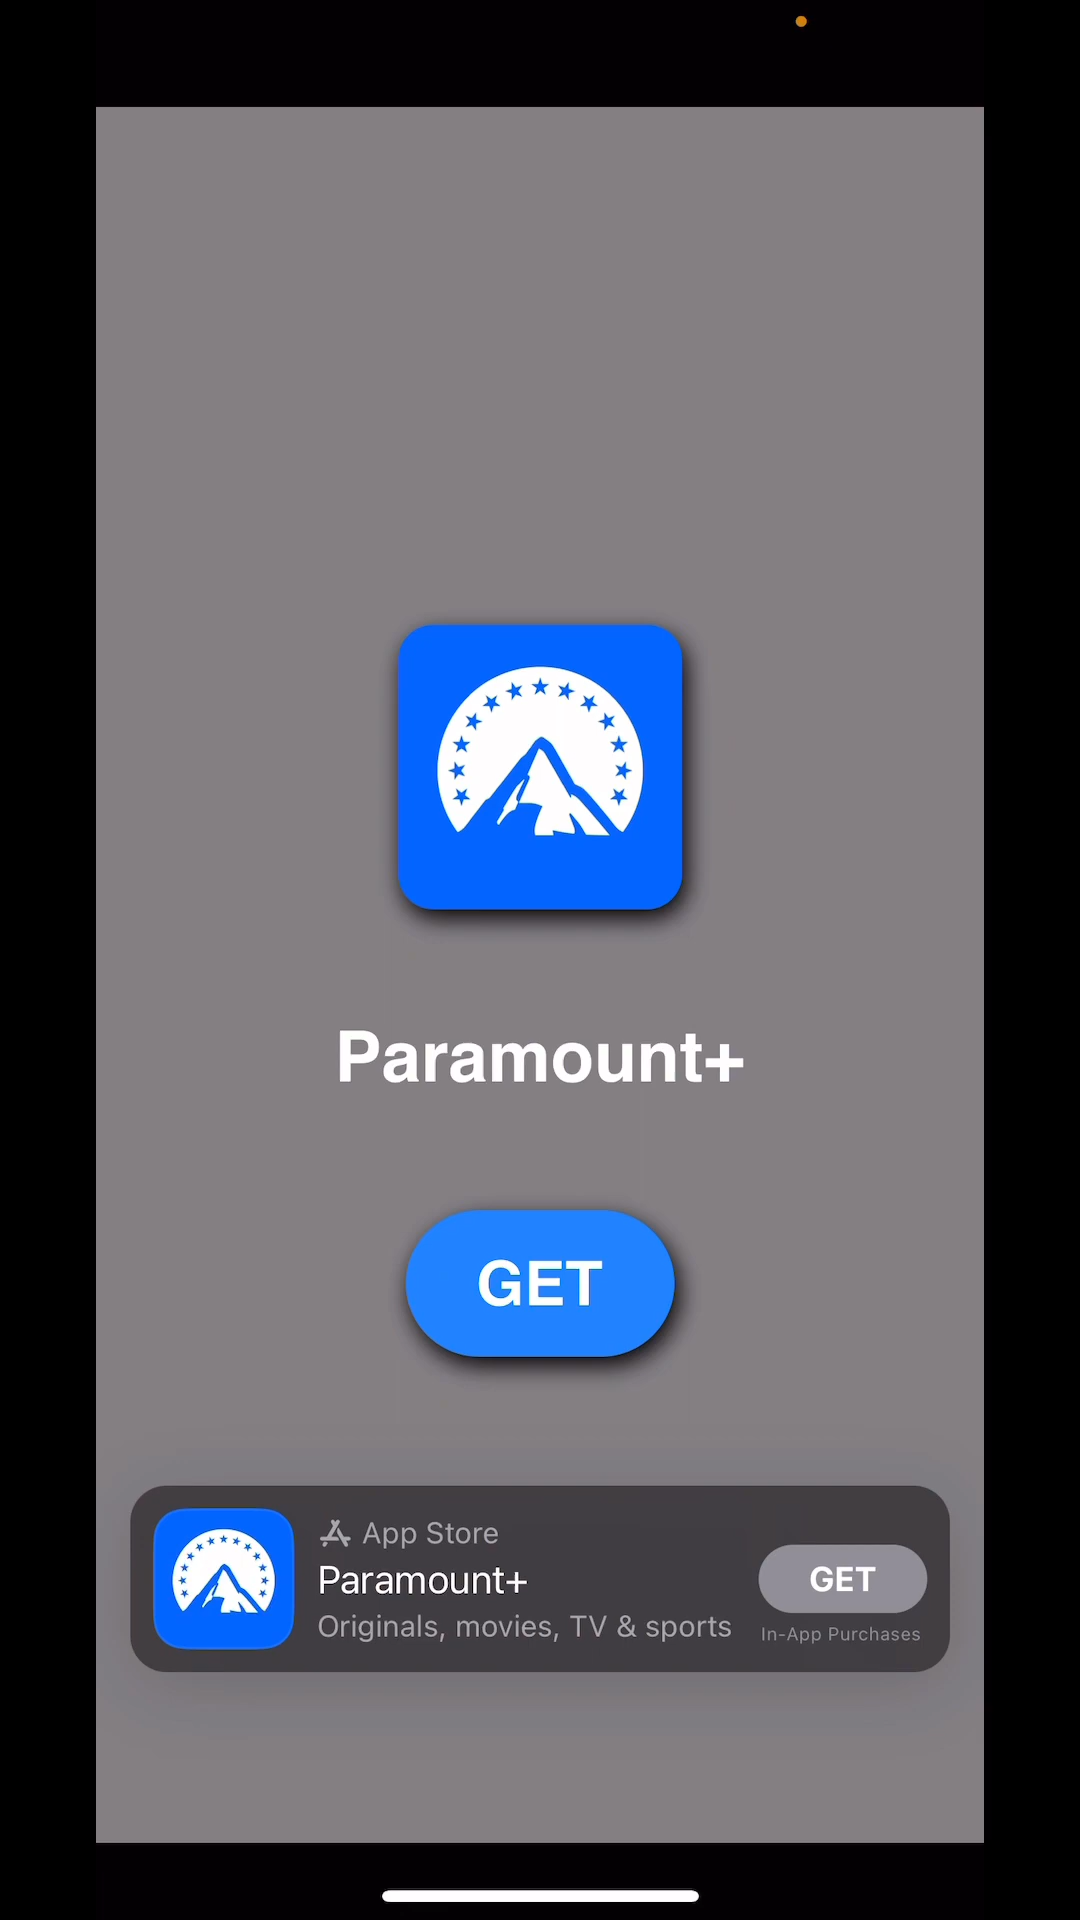 Paramount+
GET
App Store
Paramount+
Originals, movies, TV & sports
GET
In-App Purchases